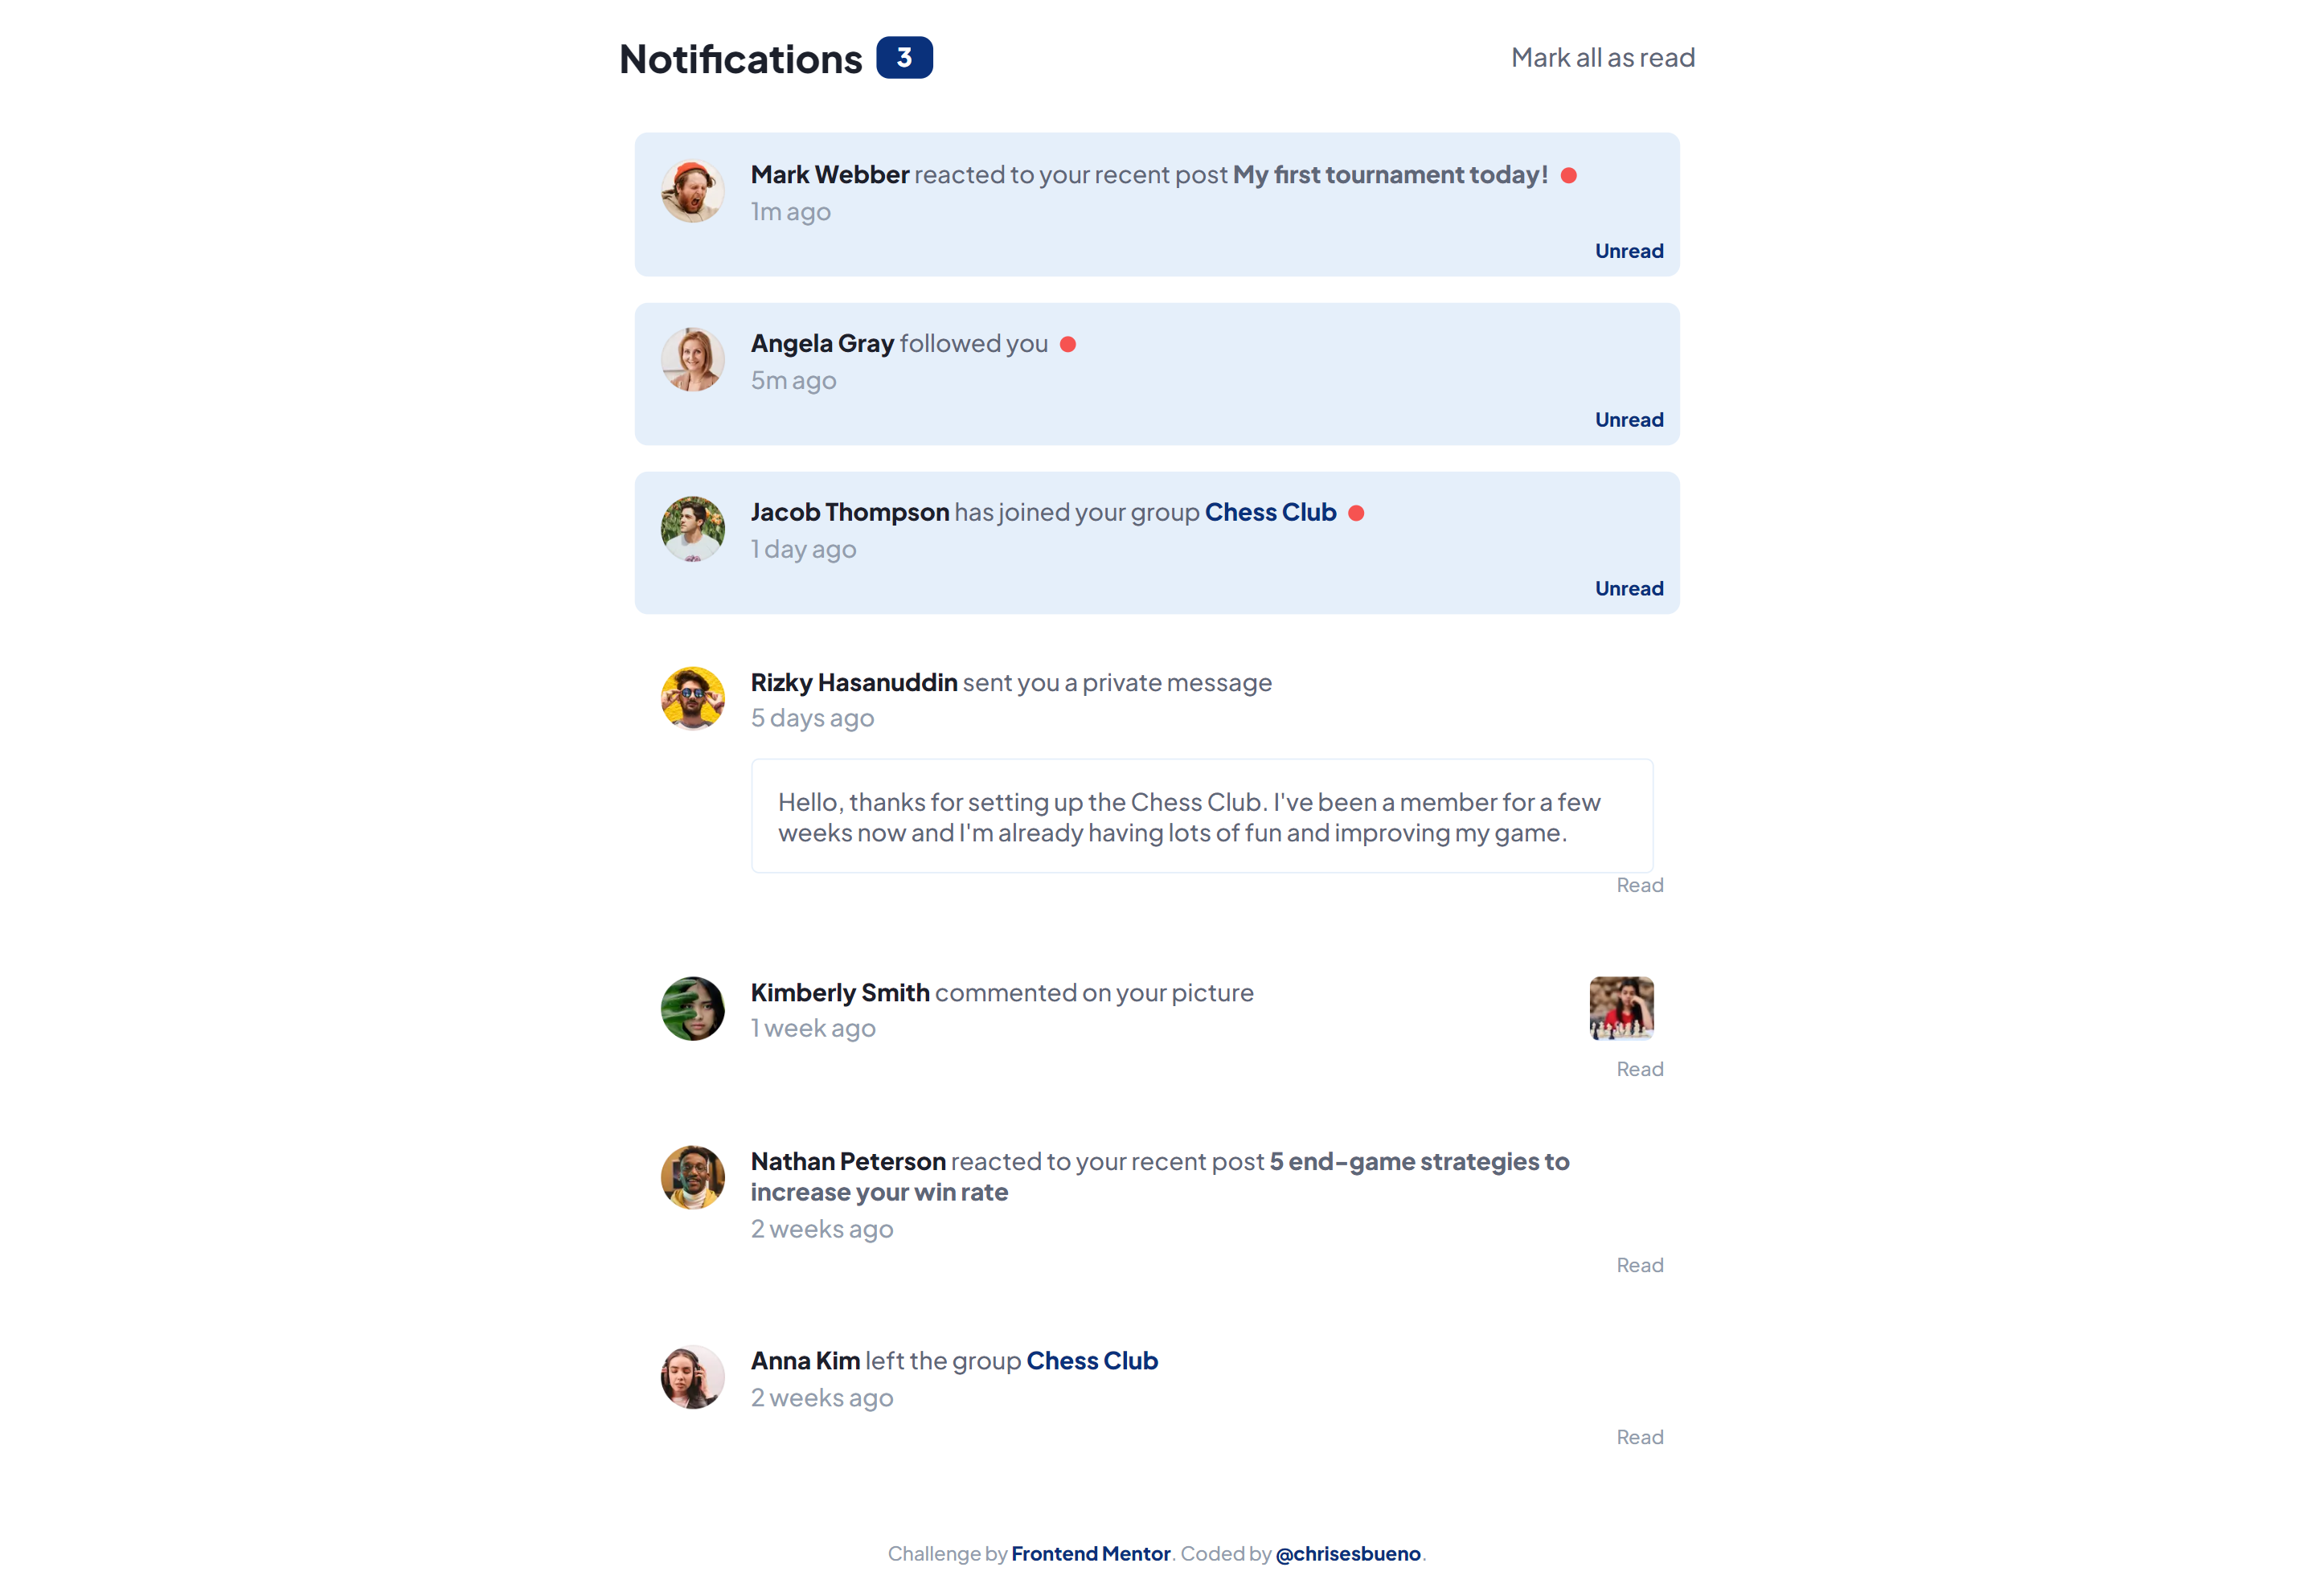 Notifications 3
Mark all as read
Mark Webber reacted to your recent post My first tournament today!
1m ago
Unread
Angela Gray followed you
5m ago
Unread
Jacob Thompson has joined your group Chess Club
1 day ago
Unread
Rizky Hasanuddin sent you a private message
5 days ago
Hello, thanks for setting up the Chess Club. I've been a member for a few
weeks now and I'm already having lots of fun and improving my game.
Read
Kimberly Smith commented on your picture
1 week ago
Read
Nathan Peterson reacted to your recent post 5 end-game strategies to
increase your win rate
2 weeks ago
Read
Anna Kim left the group Chess Club
2 weeks ago
Read
Challenge by Frontend Mentor. Coded by @chrisesbueno.